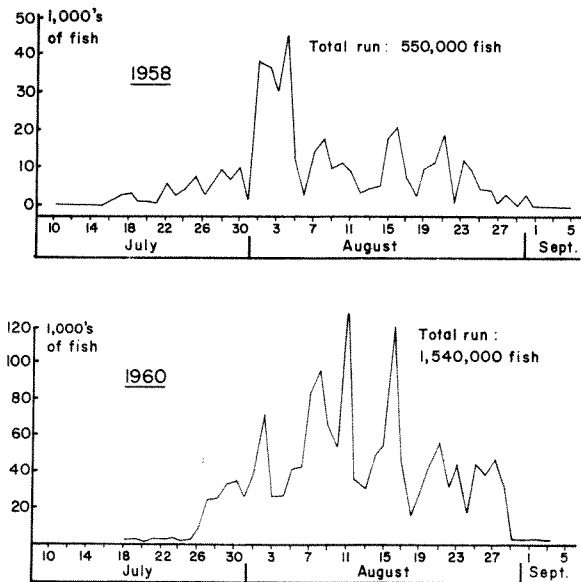 50
1,000's
of fish
Total run: 550,000 fish
1958
40
30
20
10
0
10 14 18 22 26 30 3 7 11 15 19 23 27 1 5
July August Sept.
120
1,000's
of fish
Total run:
1,540,000 fish
1960
100
80
60
40
20
10 14 18 22 26 30 3 7 11 15 19 23 27 1 5
July August Sept.